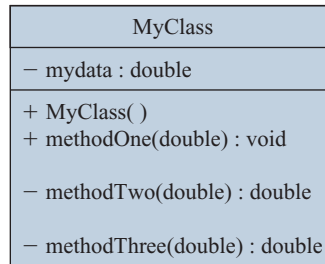 MyClass
− mydata : double
+ MyClass( )
+ methodOne(double) : void
− methodTwo(double) : double
− methodThree(double) : double